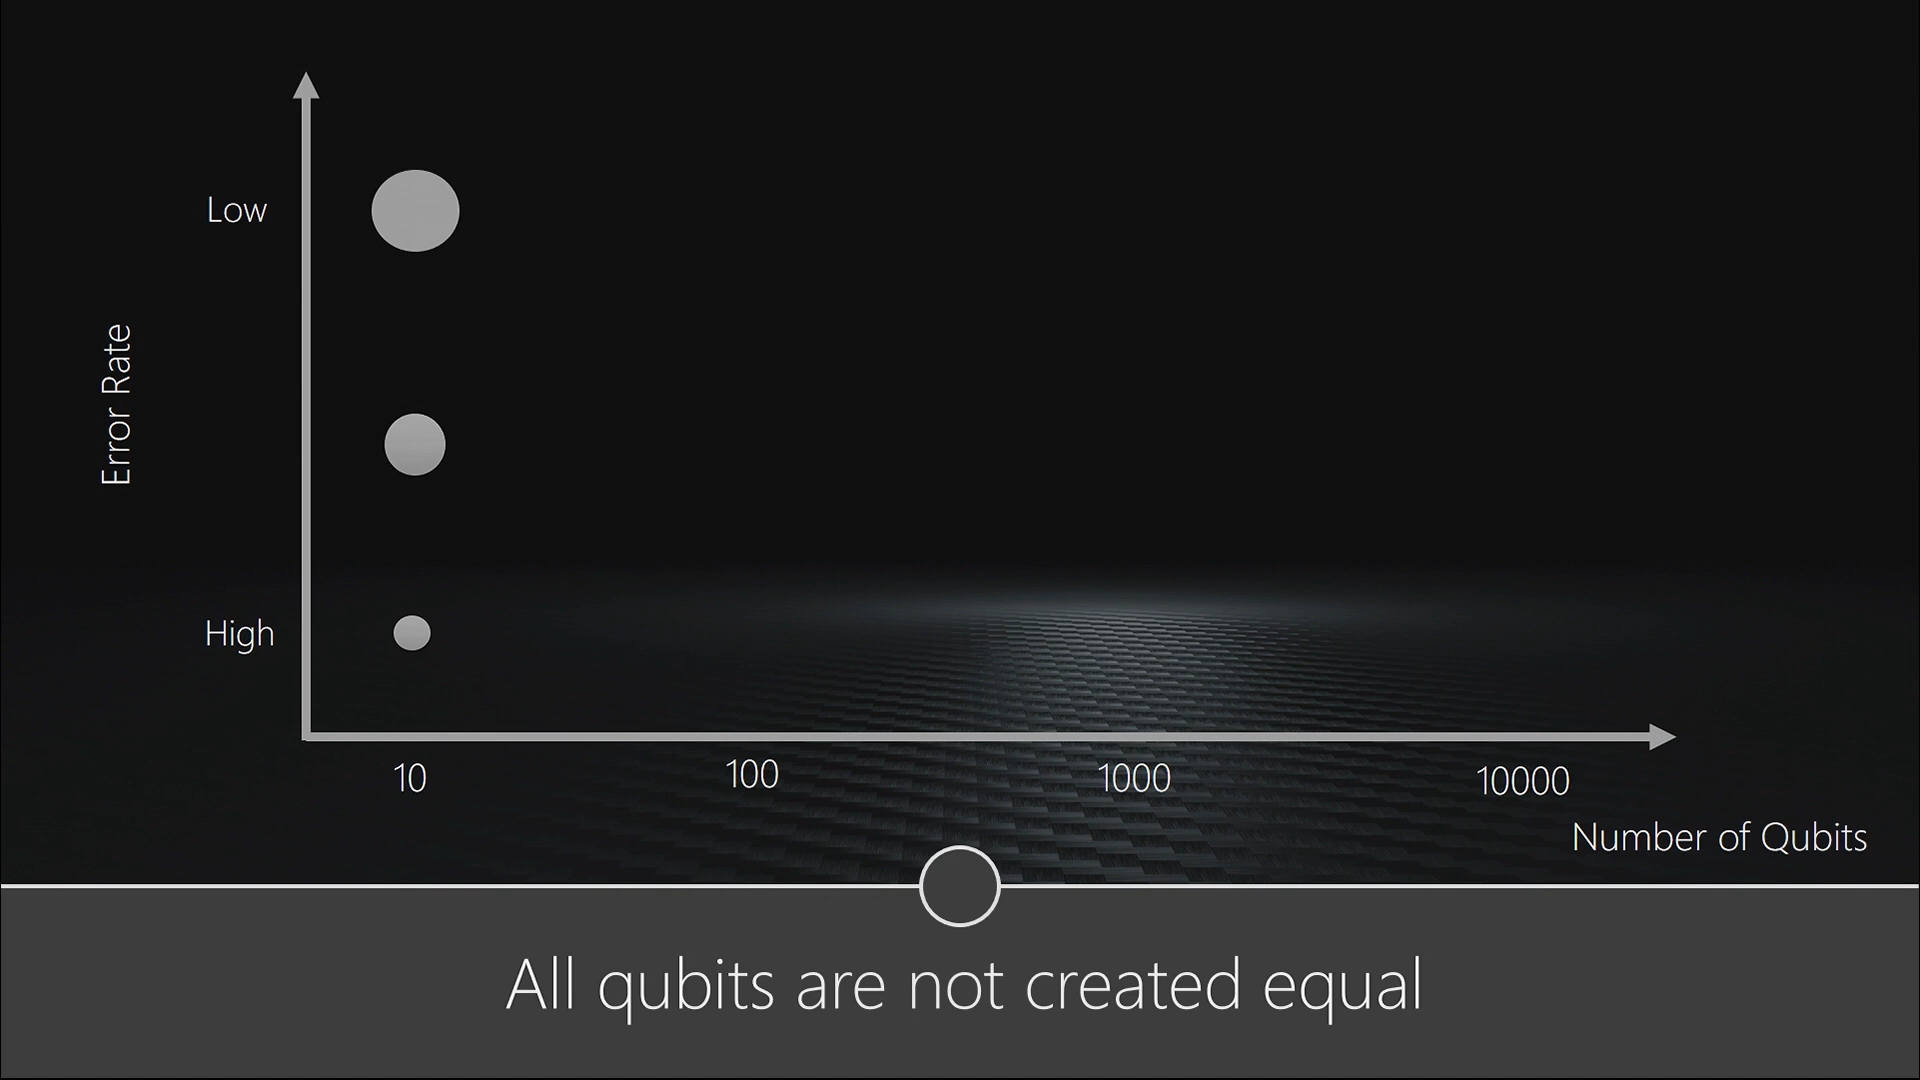 Low
Error Rate
High
10
100
1000
10000
Number of Qubits
All qubits are not created equal